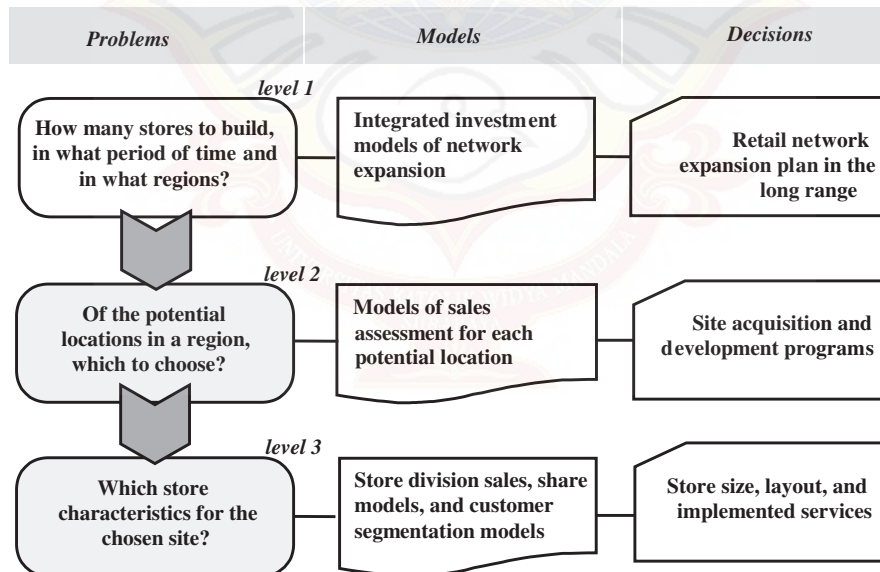 Problems
Models
Decisions
level 1
How many stores to build,
in what period of time and
in what regions?
Integrated investment
models of network
expansion
Retail network
expansion plan in the
long range
level 2
Of the potential
locations in a region,
which to choose?
Models of sales
assessment for each
potential location
Site acquisition and
development programs
level 3
Which store
characteristics for the
chosen site?
Store division sales, share
models, and customer
segmentation models
Store size, layout, and
implemented services